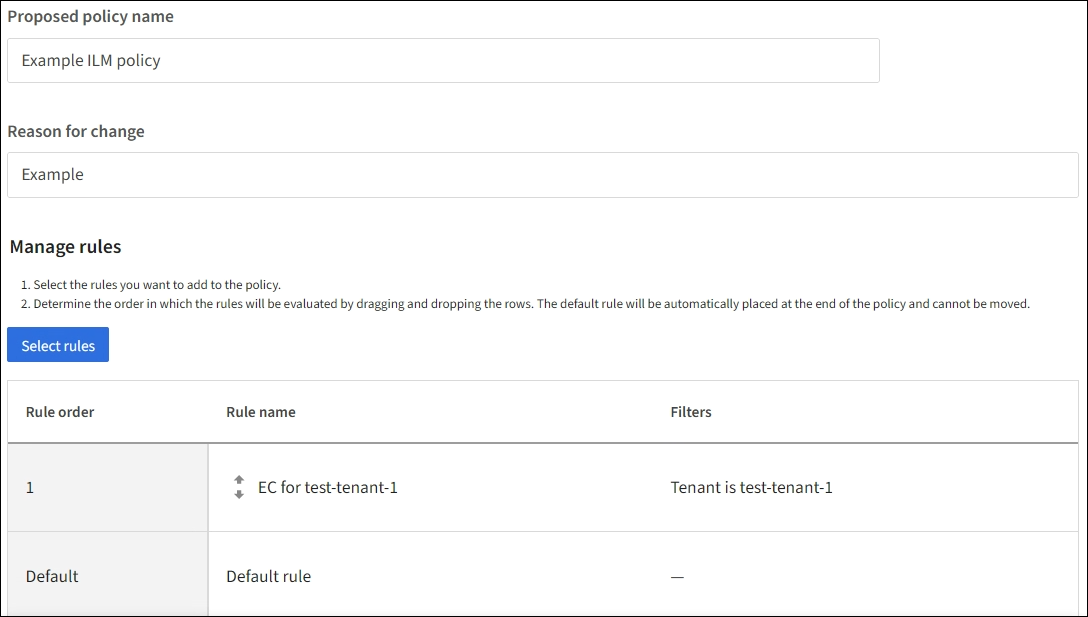 Proposed policy name
Example ILM policy
Reason for change
Example
Manage rules
1. Select the rules you want to add to the policy.
2. Determine the order in which the rules will be evaluated by dragging and dropping the rows. The default rule will be automatically placed at the end of the policy and cannot be moved.
Select rules
Rule order Rule name Filters
1 EC for test-tenant-1 Tenant is test-tenant-1
Default Default rule —